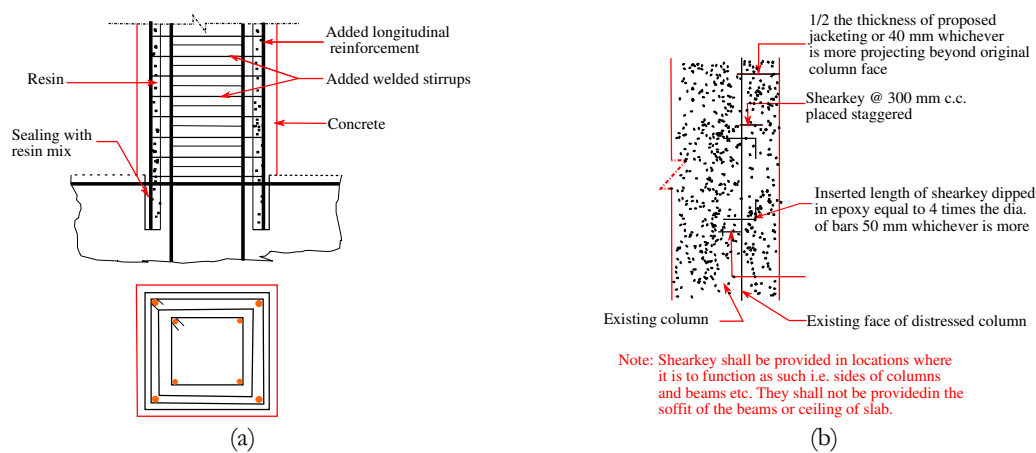 Added longitudinal
reinforcement
Resin
Added welded stirrups
Concrete
Sealing with
resin mix
(a)
1/2 the thickness of proposed
jacketing or 40 mm whichever
is more projecting beyond original
column face
Shearkey @ 300 mm c.c.
placed staggered
Inserted length of shearkey dipped
in epoxy equal to 4 times the dia.
of bars 50 mm whichever is more
Existing column
Existing face of distressed column
Note: Shearkey shall be provided in locations where
it is to function as such i.e. sides of columns
and beams etc. They shall not be providedin the
soffit of the beams or ceiling of slab.
(b)